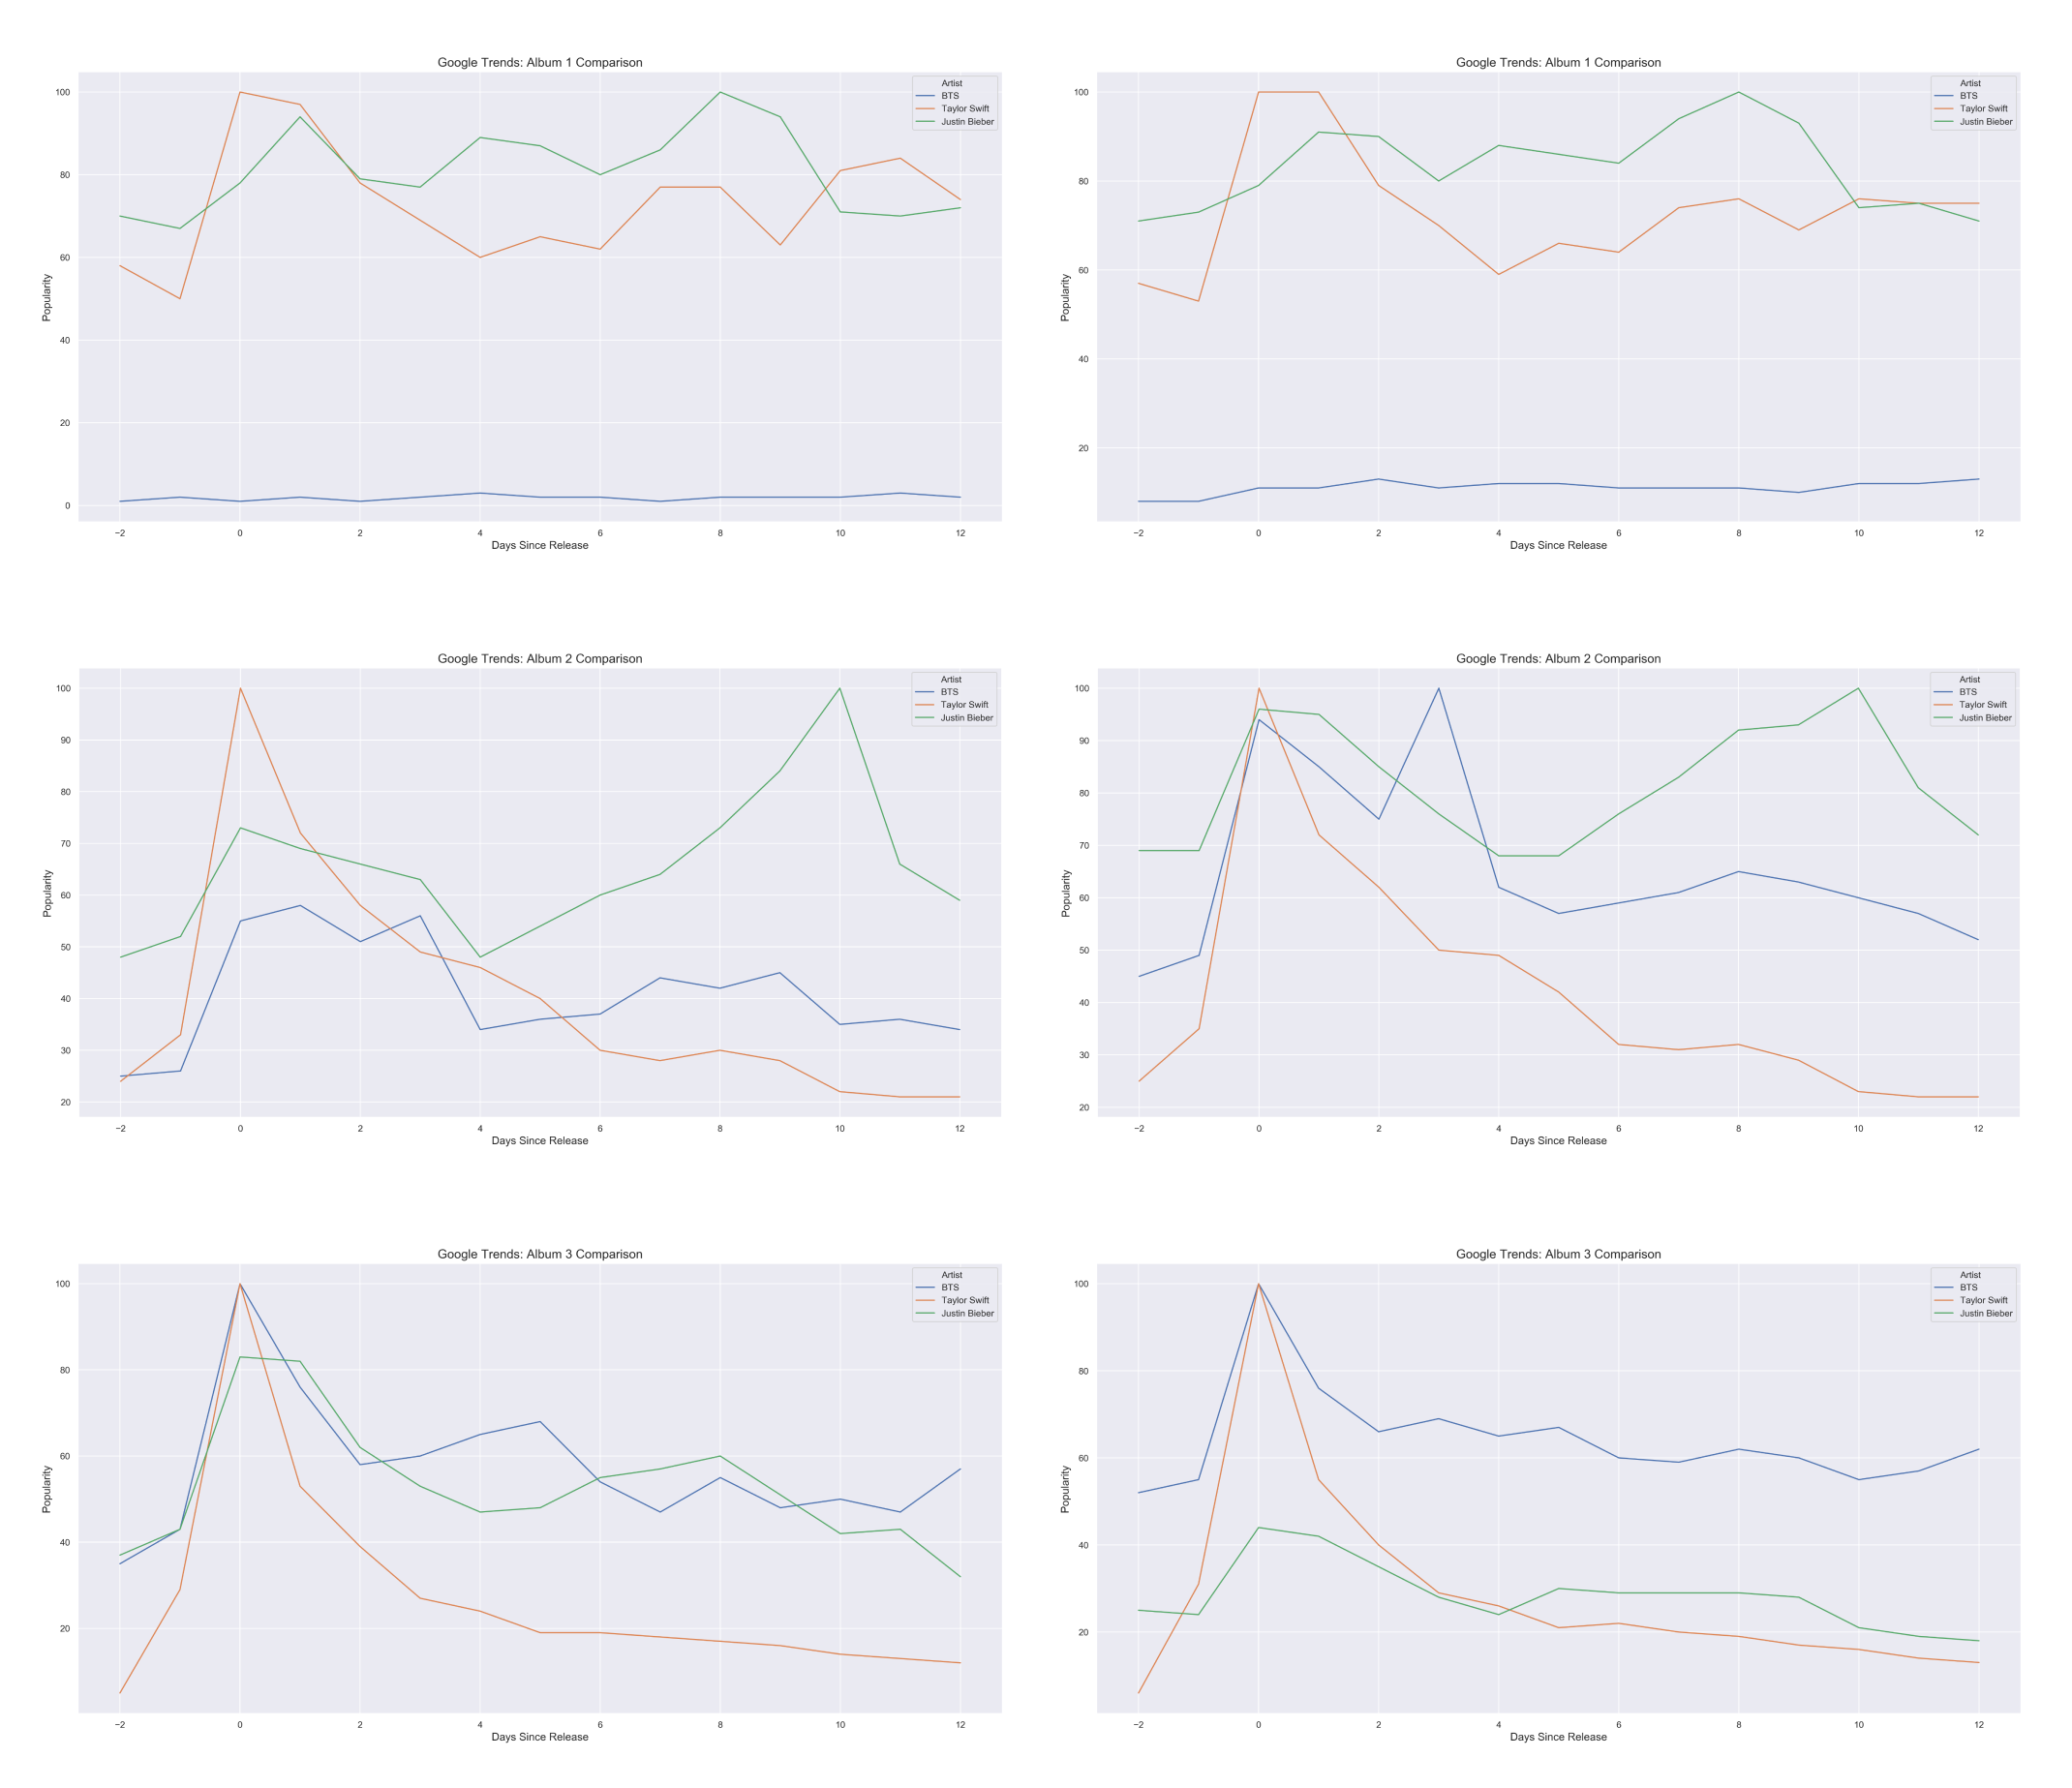 Google Trends: Album 1 Comparison
Artist
BTS
Taylor Swift
Justin Bieber
100
80
60
40
20
0
Popularity
−2 0 2 4 6 8 10 12
Days Since Release
Google Trends: Album 1 Comparison
Artist
BTS
Taylor Swift
Justin Bieber
100
80
60
40
20
Popularity
−2 0 2 4 6 8 10 12
Days Since Release
Google Trends: Album 2 Comparison
Artist
BTS
Taylor Swift
Justin Bieber
100
90
80
70
60
50
40
30
20
Popularity
−2 0 2 4 6 8 10 12
Days Since Release
Google Trends: Album 2 Comparison
Artist
BTS
Taylor Swift
Justin Bieber
100
90
80
70
60
50
40
30
20
Popularity
−2 0 2 4 6 8 10 12
Days Since Release
Google Trends: Album 3 Comparison
Artist
BTS
Taylor Swift
Justin Bieber
100
80
60
40
20
Popularity
−2 0 2 4 6 8 10 12
Days Since Release
Google Trends: Album 3 Comparison
Artist
BTS
Taylor Swift
Justin Bieber
100
80
60
40
20
Popularity
−2 0 2 4 6 8 10 12
Days Since Release